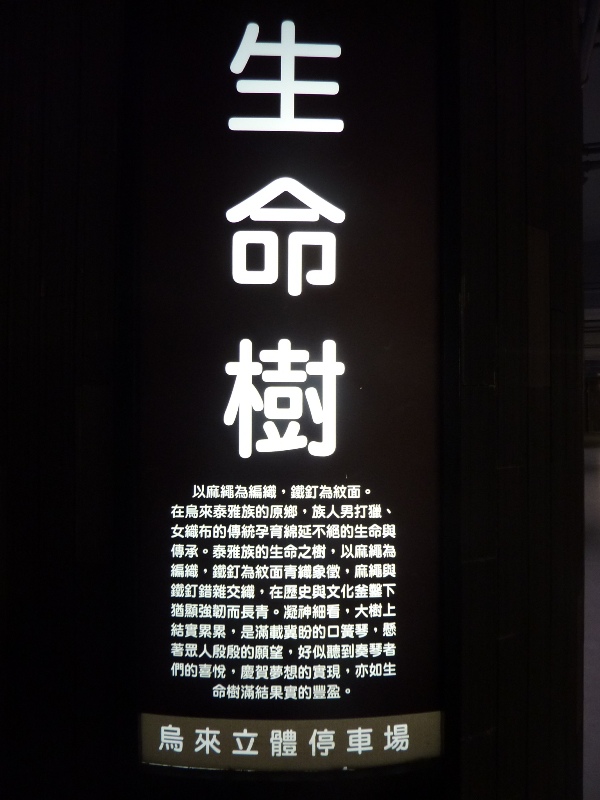 生命樹
以麻繩為編織，鐵釘為紋面。
在烏來泰雅族的原鄉，族人男打獵、
女織布的傳統孕育綿延不絕的生命與
傳承。泰雅族的生命之樹，以麻繩為
編織，鐵釘為紋面青織象徵，麻繩與
鐵釘錯雜交織，在歷史與文化釜鑿下
猶顯強韌而長青。凝神細看，大樹上
結實累累，是滿載冀盼的口簧琴，懸
著眾人殷殷的願望，好似聽到奏琴者
們的喜悅，慶賀夢想的實現，亦如生
命樹滿結果實的豐盈。
烏來立體停車場